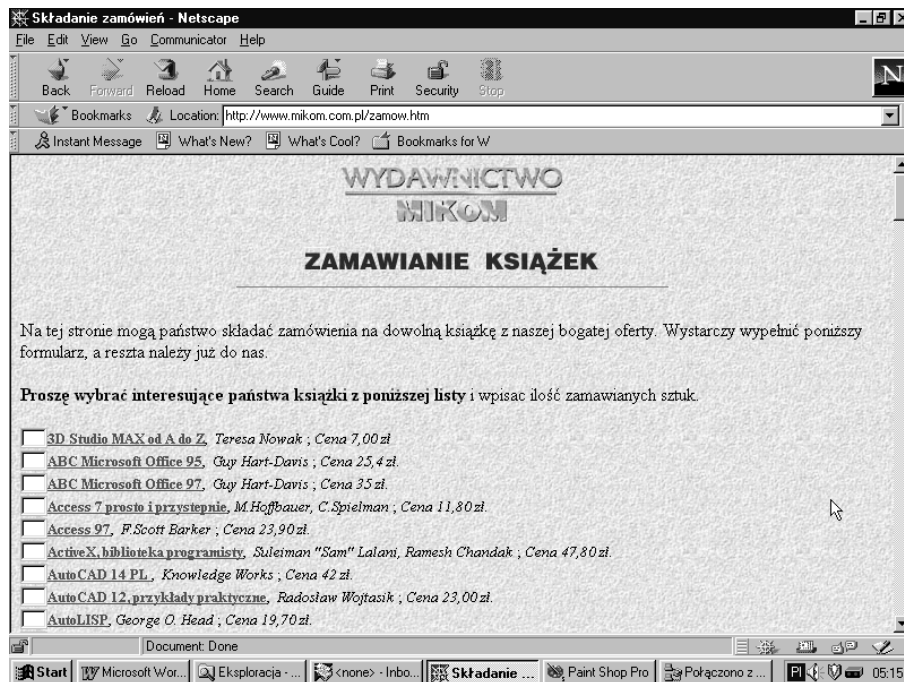 Składanie zamówień - Netscape
File Edit View Go Communicator Help
Back Forward Reload Home Search Guide Print Security Stop
N
Bookmarks Location: http://www.mikom.com.pl/zamow.htm
Instant Message What's New? What's Cool? Bookmarks for W
WYDAWNICTWO
MIKOM
ZAMAWIANIE KSIĄŻEK
Na tej stronie mogą państwo składać zamówienia na dowolną książkę z naszej bogatej oferty. Wystarczy wypełnić poniższy
formularz, a reszta należy już do nas.
Proszę wybrać interesujące państwa książki z poniższej listy i wpisac ilość zamawianych sztuk.
3D Studio MAX od A do Z, Teresa Nowak ; Cena 7,00 zł
ABC Microsoft Office 95, Guy Hart-Davis ; Cena 25,4 zł.
ABC Microsoft Office 97, Guy Hart-Davis ; Cena 35 zł.
Access 7 prosto i przystepnie, M.Hoffbauer, C.Spielman ; Cena 11,80 zł.
Access 97, F.Scott Barker ; Cena 23,90 zł.
ActiveX, biblioteka programisty, Suleiman "Sam" Lalani, Ramesh Chandak ; Cena 47,80 zł.
AutoCAD 14 PL , Knowledge Works ; Cena 42 zł.
AutoCAD 12, przykłady praktyczne, Radosław Wojtasik ; Cena 23,00 zł.
AutoLISP, George O. Head ; Cena 19,70 zł.
Document: Done
Start Microsoft Wor... Eksploracja - ... <none> - Inbo... Składanie ... Paint Shop Pro Połączono z ... Pl 05:15